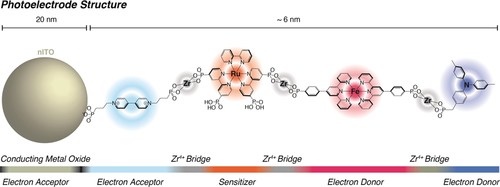 Photoelectrode Structure
20 nm
~ 6 nm
nITO
Zr
Ru
Zr
Fe
Zr
N
Conducting Metal Oxide
Zr⁴⁺ Bridge
Zr⁴⁺ Bridge
Zr⁴⁺ Bridge
Electron Acceptor
Electron Acceptor
Sensitizer
Electron Donor
Electron Donor